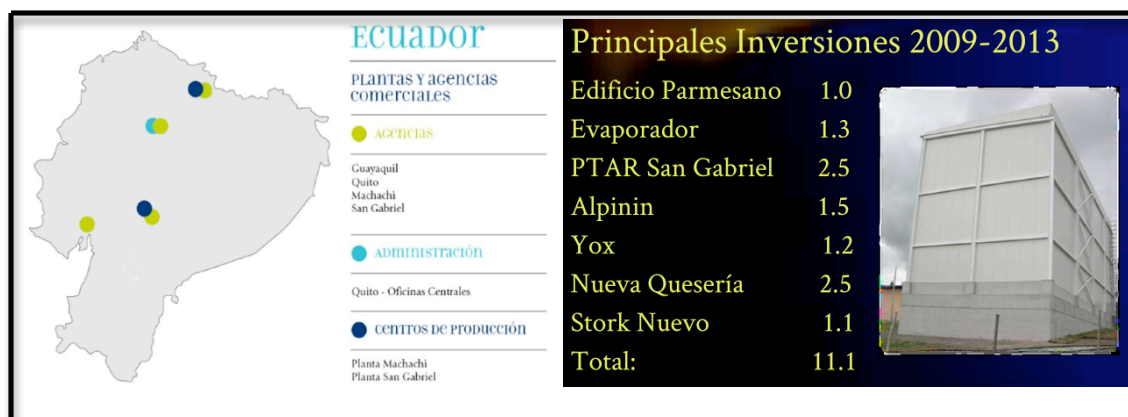 Ecuador
PLANTAS Y AGENCIAS
COMERCIALES
AGENCIAS
Guayaquil
Quito
Machachi
San Gabriel
ADMINISTRACIÓN
Quito - Oficinas Centrales
CENTROS DE PRODUCCIÓN
Planta Machachi
Planta San Gabriel
Principales Inversiones 2009-2013
Edificio Parmesano 1.0
Evaporador 1.3
PTAR San Gabriel 2.5
Alpinin 1.5
Yox 1.2
Nueva Quesería 2.5
Stork Nuevo 1.1
Total: 11.1